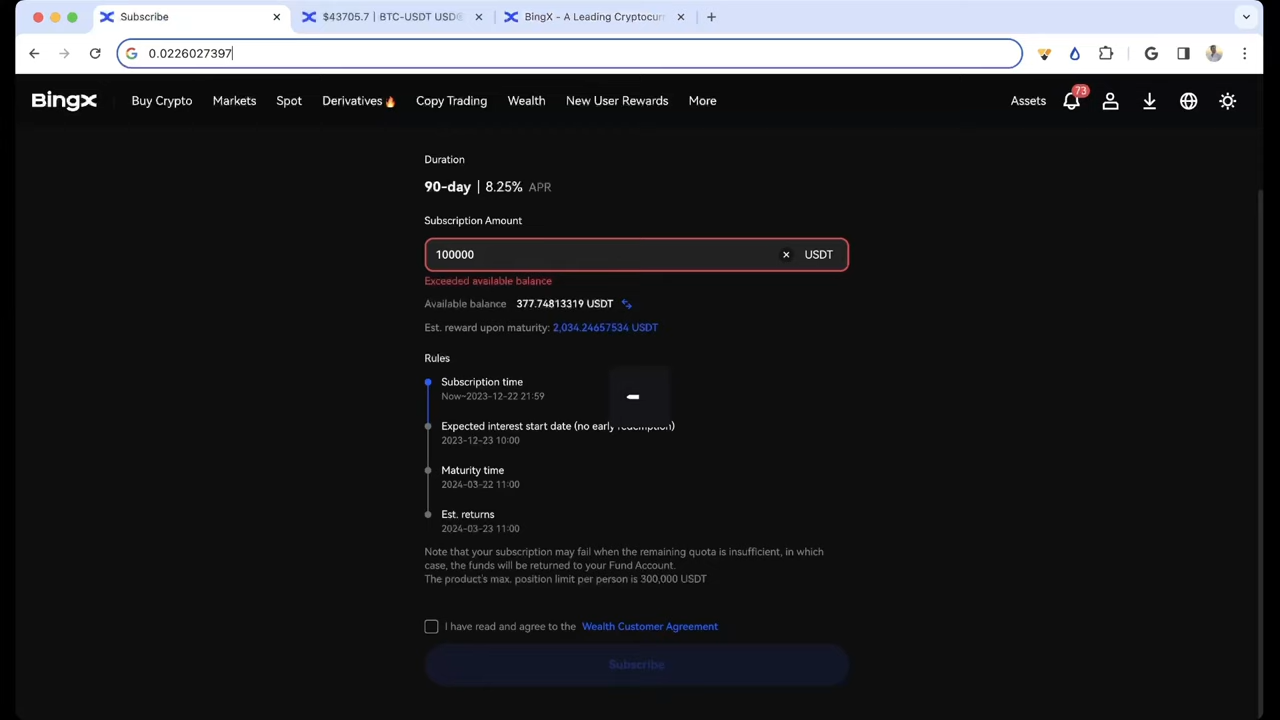 Subscribe
$43705.7 | BTC-USDT USD
BingX - A Leading Cryptocurr
0.0226027397
BingX
Buy Crypto
Markets
Spot
Derivatives
Copy Trading
Wealth
New User Rewards
More
Assets
73
Duration
90-day | 8.25% APR
Subscription Amount
100000 USDT
Exceeded available balance
Available balance 377.74813319 USDT
Est. reward upon maturity: 2,034.24657534 USDT
Rules
Subscription time
Now~2023-12-22 21:59
Expected interest start date (no early redemption)
2023-12-23 10:00
Maturity time
2024-03-22 11:00
Est. returns
2024-03-23 11:00
Note that your subscription may fail when the remaining quota is insufficient, in which
case, the funds will be returned to your Fund Account.
The product's max. position limit per person is 300,000 USDT
I have read and agree to the Wealth Customer Agreement
Subscribe